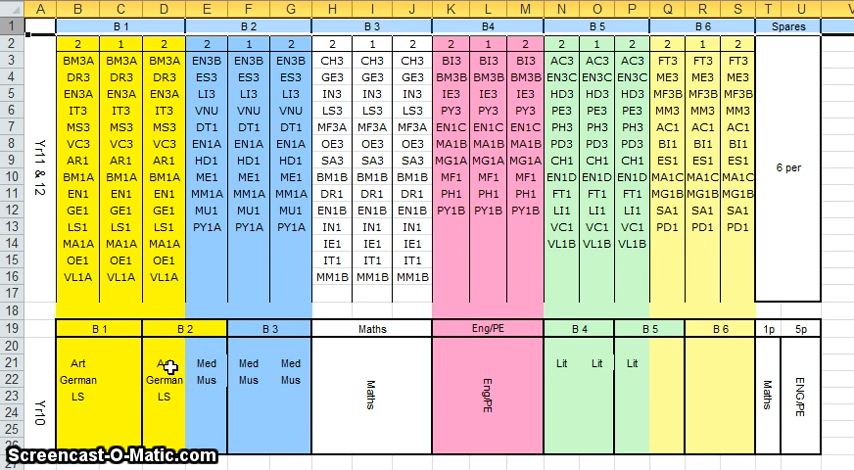 A B C D E F G H I J K L M N O P Q R S T U V
1 B 1 B 2 B 3 B4 B 5 B 6 Spares
2 2 1 2 2 1 2 2 1 2 2 1 2 2 1 2 2 1 2
3 BM3A BM3A BM3A EN3B EN3B EN3B CH3 CH3 CH3 BI3 BI3 BI3 AC3 AC3 AC3 FT3 FT3 FT3
4 DR3 DR3 DR3 ES3 ES3 ES3 GE3 GE3 GE3 BM3B BM3B BM3B EN3C EN3C EN3C ME3 ME3 ME3
5 EN3A EN3A EN3A LI3 LI3 LI3 IN3 IN3 IN3 IE3 IE3 IE3 HD3 HD3 HD3 MF3B MF3B MF3B
6 IT3 IT3 IT3 VNU VNU VNU LS3 LS3 LS3 PY3 PY3 PY3 PE3 PE3 PE3 MM3 MM3 MM3
7 MS3 MS3 MS3 DT1 DT1 DT1 MF3A MF3A MF3A EN1C EN1C EN1C PH3 PH3 PH3 AC1 AC1 AC1
8 VC3 VC3 VC3 EN1A EN1A EN1A OE3 OE3 OE3 MA1B MA1B MA1B PD3 PD3 PD3 BI1 BI1 BI1
9 AR1 AR1 AR1 HD1 HD1 HD1 SA3 SA3 SA3 MG1A MG1A MG1A CH1 CH1 CH1 ES1 ES1 ES1
10 BM1A BM1A BM1A ME1 ME1 ME1 BM1B BM1B BM1B MF1 MF1 MF1 EN1D EN1D EN1D MA1C MA1C MA1C
11 EN1 EN1 EN1 MM1A MM1A MM1A DR1 DR1 DR1 PH1 PH1 PH1 FT1 FT1 FT1 MG1B MG1B MG1B
12 GE1 GE1 GE1 MU1 MU1 MU1 EN1B EN1B EN1B PY1B PY1B PY1B LI1 LI1 LI1 SA1 SA1 SA1
13 LS1 LS1 LS1 PY1A PY1A PY1A IN1 IN1 IN1 VC1 VC1 VC1 PD1 PD1 PD1
14 MA1A MA1A MA1A IE1 IE1 IE1 VL1B VL1B VL1B
15 OE1 OE1 OE1 IT1 IT1 IT1
16 VL1A VL1A VL1A MM1B MM1B MM1B
17
Yr11 & 12
6 per
18
19 B 1 B 2 B 3 Maths Eng/PE B 4 B 5 B 6 1p 5p
20
21 Art Med Med Med Lit Lit Lit
22 German German Mus Mus Mus
23 LS LS
24
25
Yr10
Maths
Eng/PE
Maths
ENG/PE
Screencast-O-Matic.com